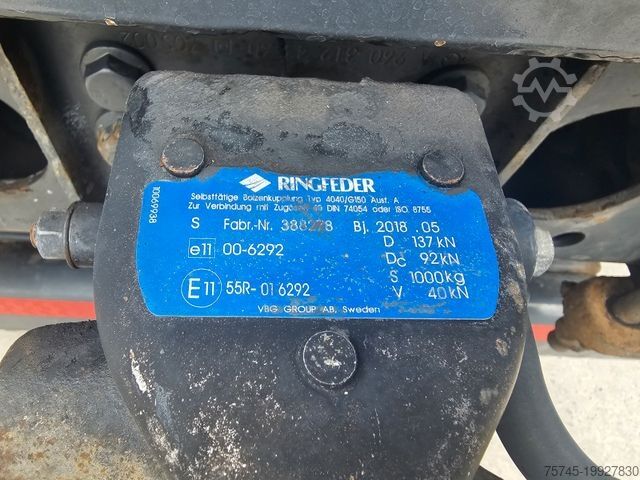 RINGFEDER
Selbsttätige Bolzenkupplung Typ 4040/G150 Ausf. A
Zur Verbindung mit Zugöse 40 DIN 74054 oder ISO 8755
S Fabr.-Nr. 388278 Bj. 2018 .05
e11 00-6292
D 137 kN
Dc 92 kN
E11 55R-01 6292
S 1000 kg
V 40 kN
VBG GROUP AB, Sweden
10069938
75745-19927830